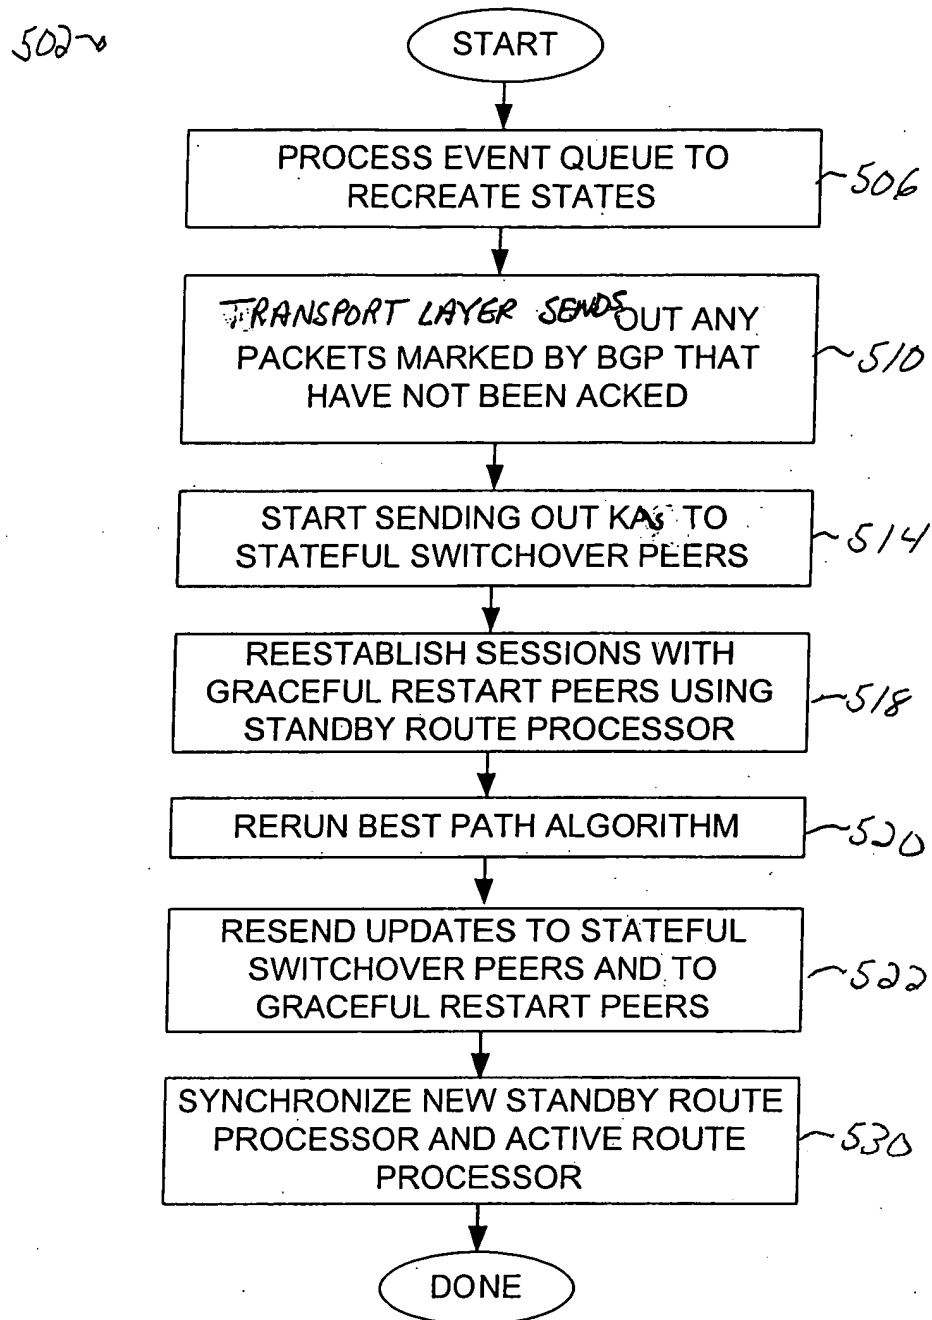 502
START
PROCESS EVENT QUEUE TO
RECREATE STATES
506
TRANSPORT LAYER SENDS OUT ANY
PACKETS MARKED BY BGP THAT
HAVE NOT BEEN ACKED
510
START SENDING OUT KAs TO
STATEFUL SWITCHOVER PEERS
514
REESTABLISH SESSIONS WITH
GRACEFUL RESTART PEERS USING
STANDBY ROUTE PROCESSOR
518
RERUN BEST PATH ALGORITHM
520
RESEND UPDATES TO STATEFUL
SWITCHOVER PEERS AND TO
GRACEFUL RESTART PEERS
522
SYNCHRONIZE NEW STANDBY ROUTE
PROCESSOR AND ACTIVE ROUTE
PROCESSOR
530
DONE